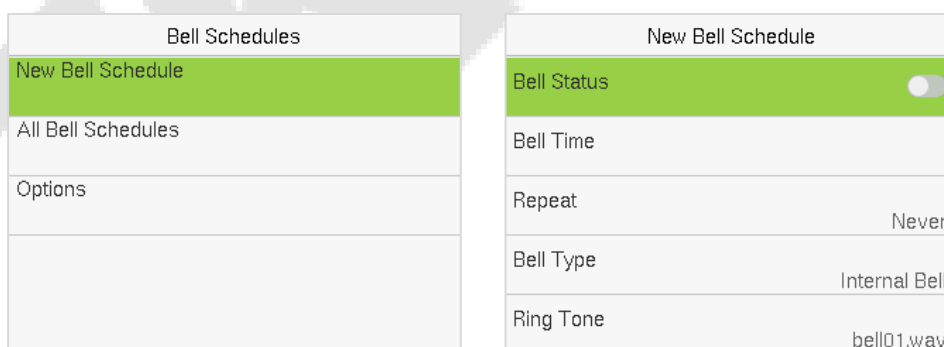 Bell Schedules
New Bell Schedule
All Bell Schedules
Options
New Bell Schedule
Bell Status
Bell Time
Repeat
Never
Bell Type
Internal Bell
Ring Tone
bell01.wav